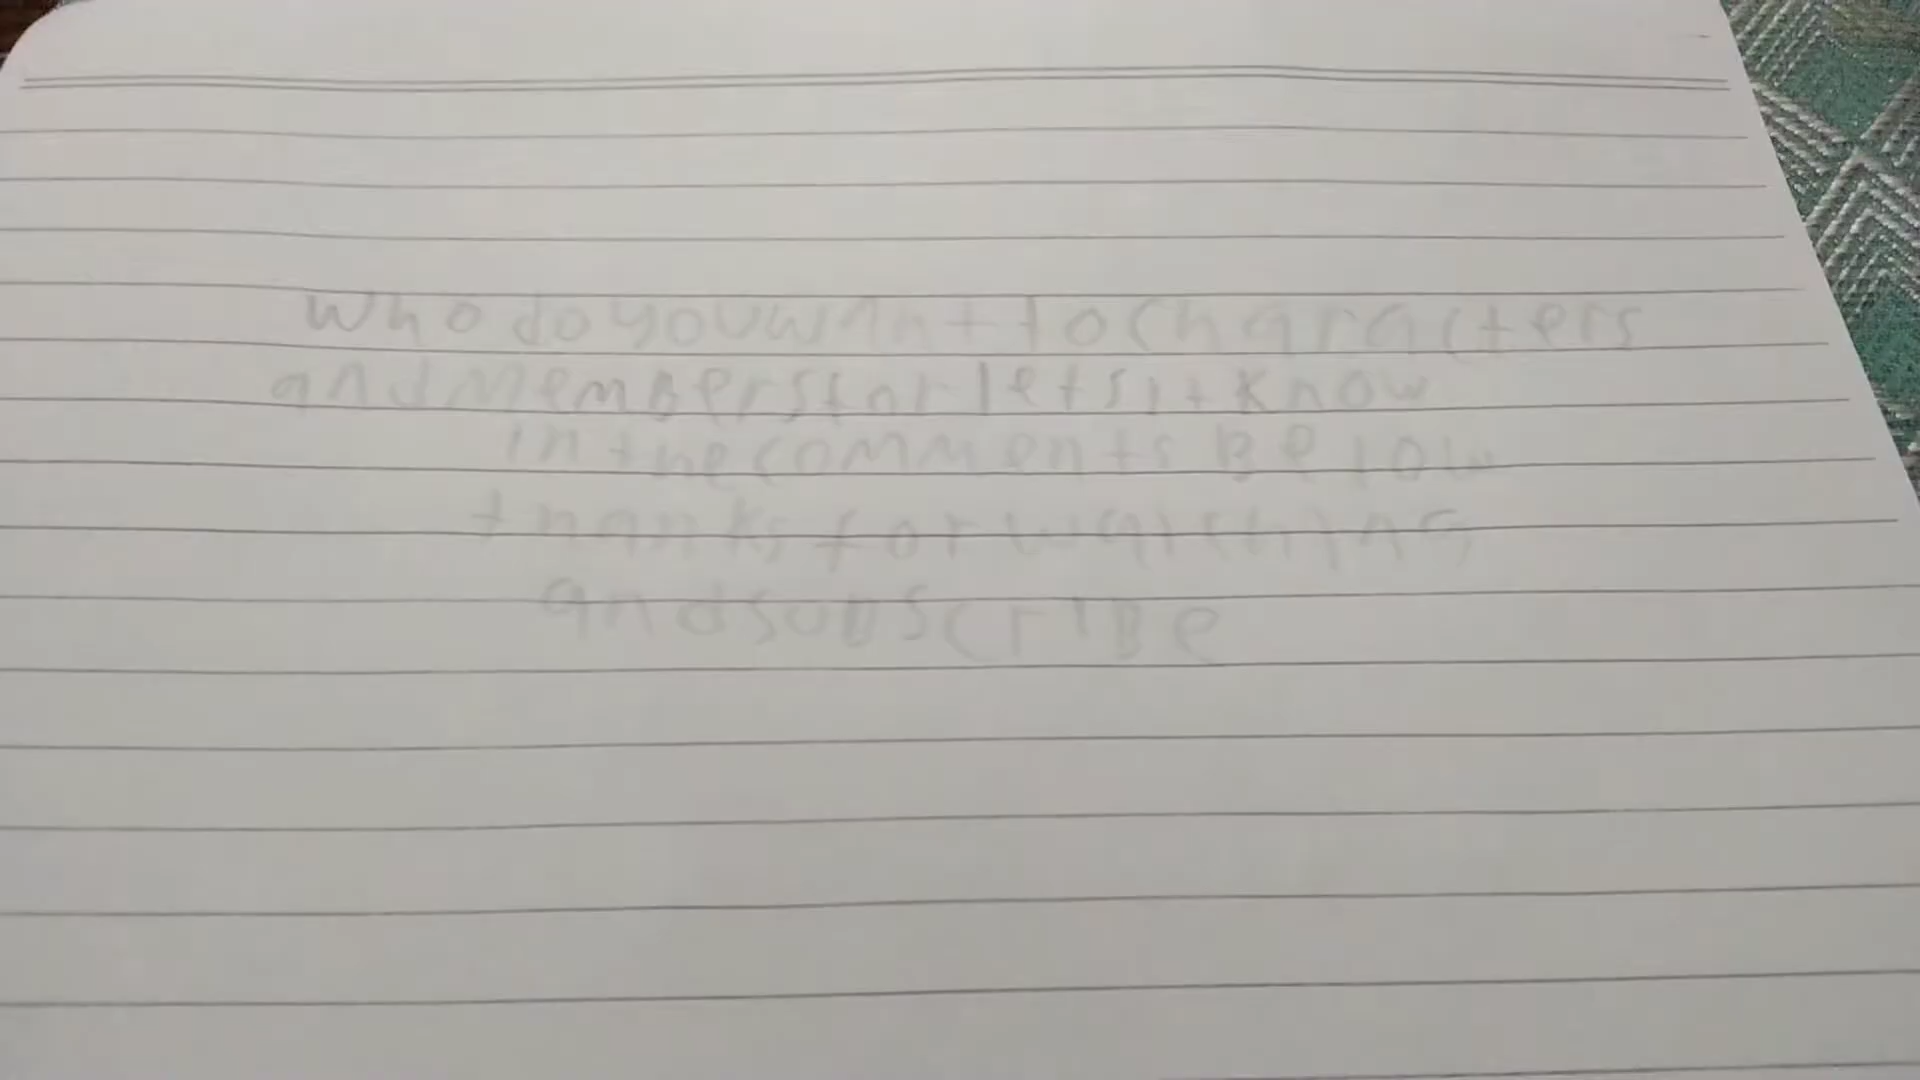 who do you want to characters
and MeMBers for lets it know
in the comments Below
thanks for watching
and suBscriBe